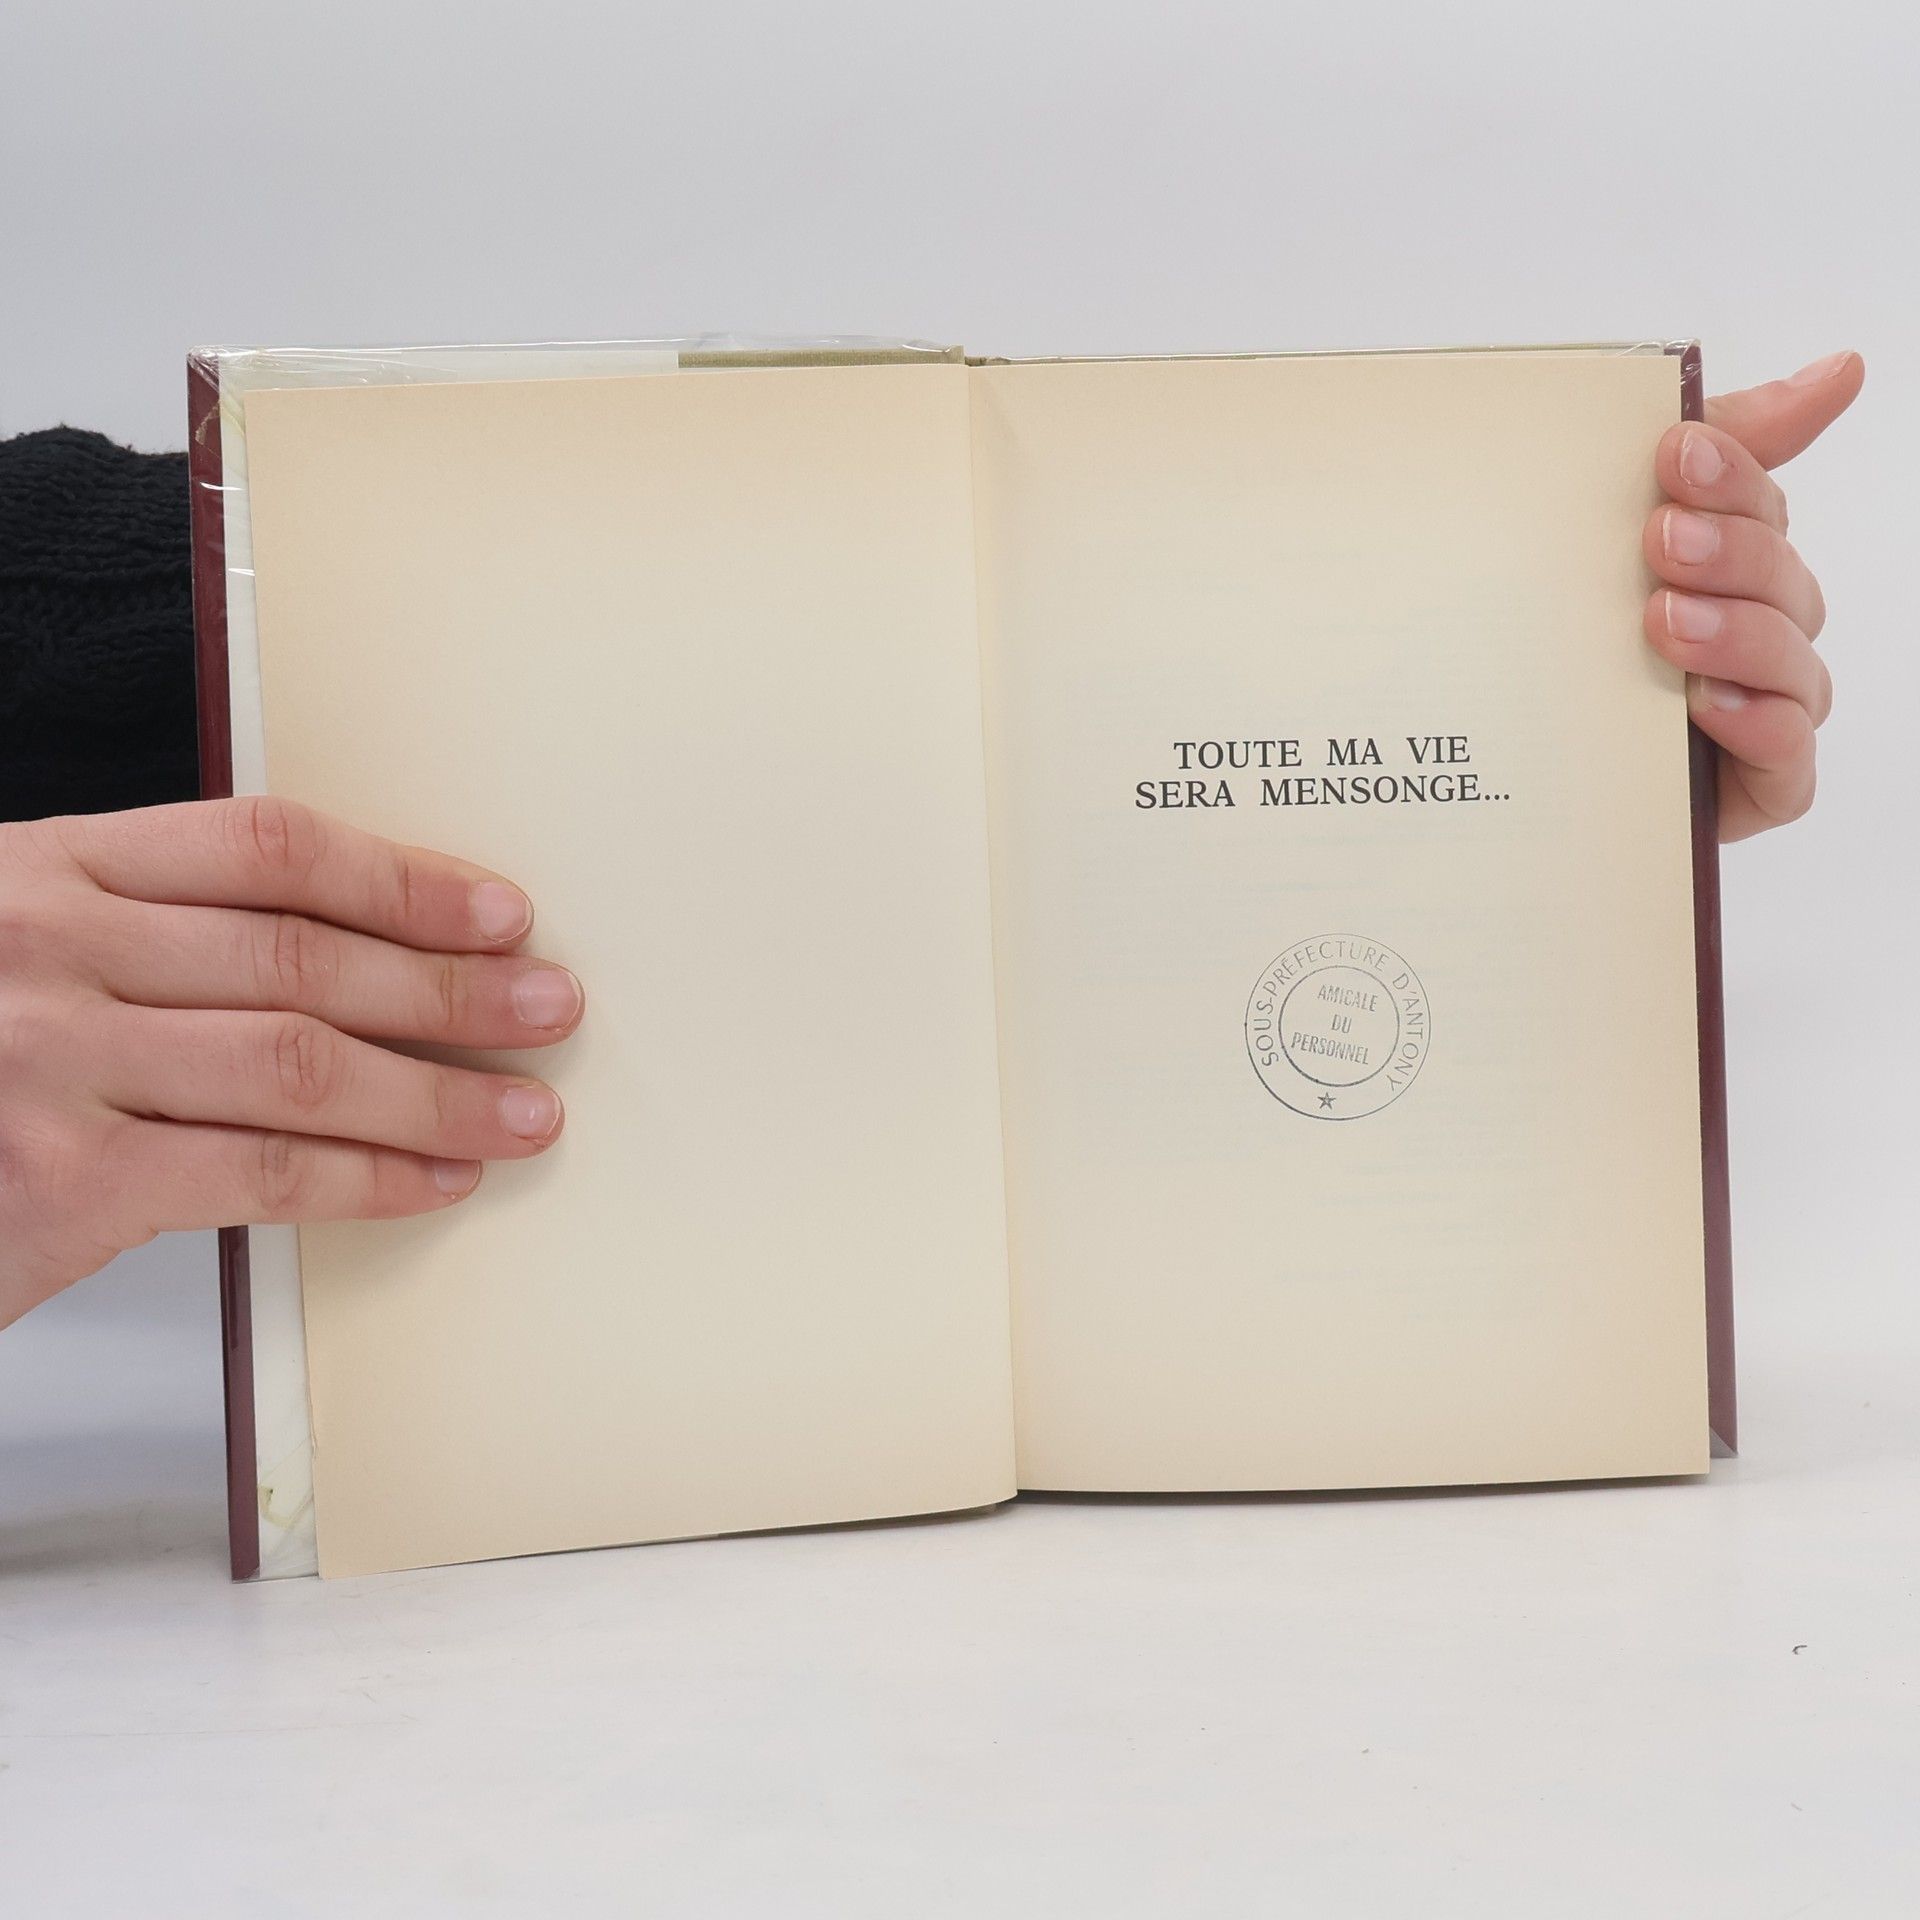 TOUTE MA VIE
SERA MENSONGE...
SOUS-PRÉFECTURE D'ANTONY
AMICALE
DU
PERSONNEL